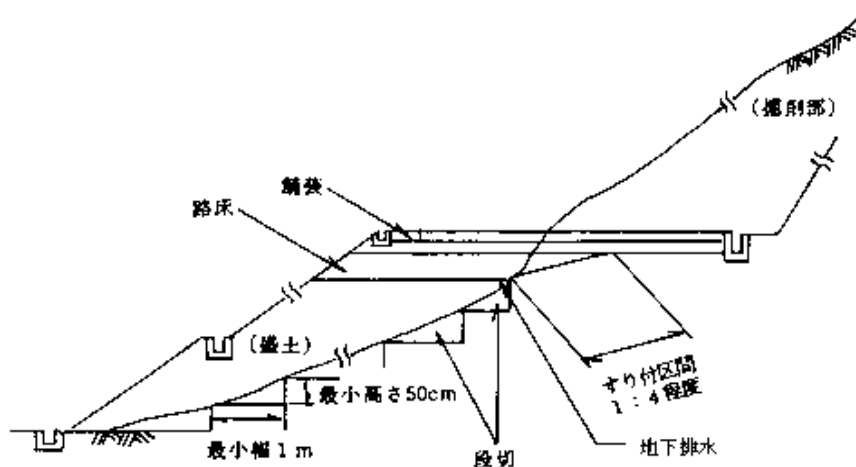 (掘削部)
舗装
路床
(盛土)
最小高さ50cm
最小幅1m
段切
地下排水
すり付区間
1:4程度